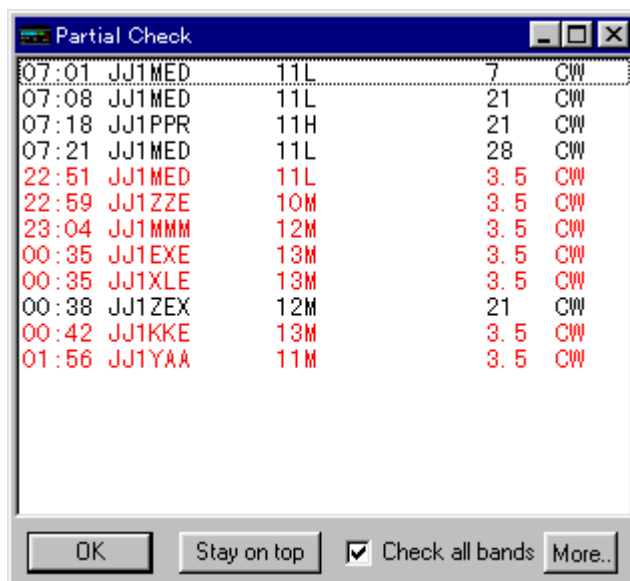 Partial Check
07:01 JJ1MED 11L 7 CW
07:08 JJ1MED 11L 21 CW
07:18 JJ1PPR 11H 21 CW
07:21 JJ1MED 11L 28 CW
22:51 JJ1MED 11L 3.5 CW
22:59 JJ1ZZE 10M 3.5 CW
23:04 JJ1MMM 12M 3.5 CW
00:35 JJ1EXE 13M 3.5 CW
00:35 JJ1XLE 13M 3.5 CW
00:38 JJ1ZEX 12M 21 CW
00:42 JJ1KKE 13M 3.5 CW
01:56 JJ1YAA 11M 3.5 CW
OK Stay on top Check all bands More..